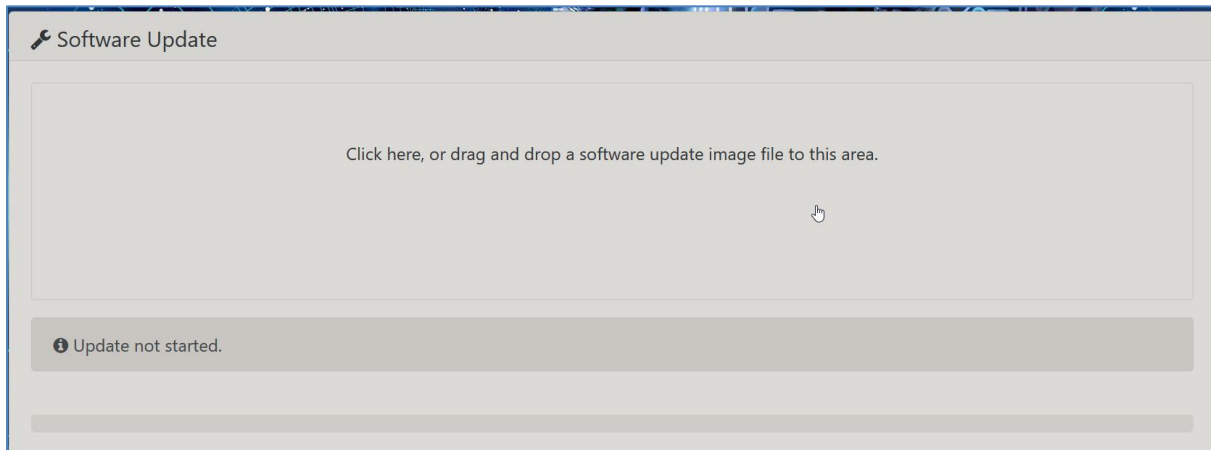 Software Update
Click here, or drag and drop a software update image file to this area.
Update not started.